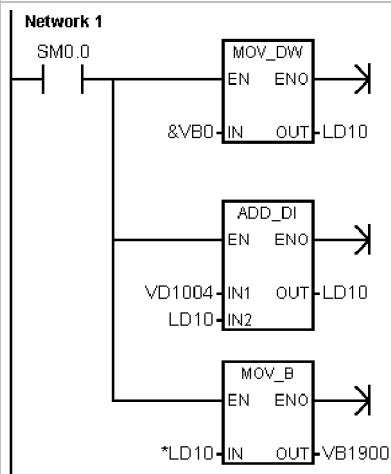 Network 1
SM0.0
MOV_DW
EN ENO
&VB0 IN OUT LD10
ADD_DI
EN ENO
VD1004 IN1 OUT LD10
LD10 IN2
MOV_B
EN ENO
*LD10 IN OUT VB1900